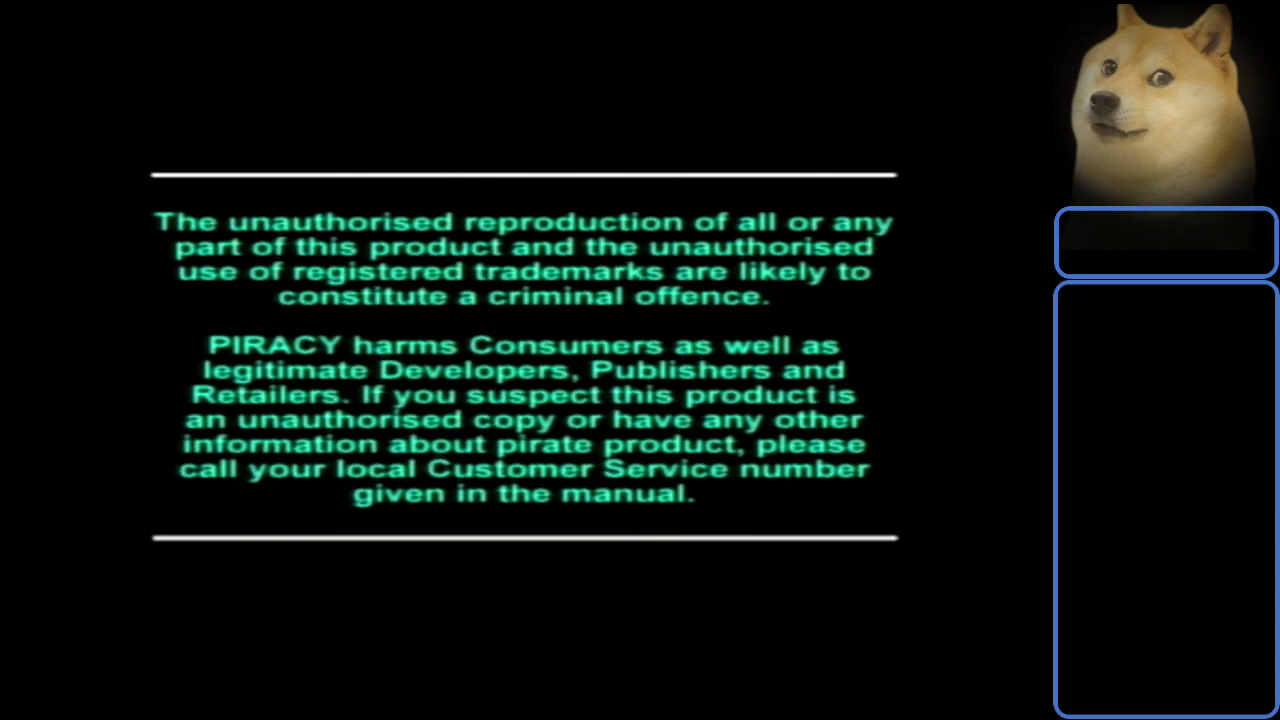 The unauthorised reproduction of all or any
part of this product and the unauthorised
use of registered trademarks are likely to
constitute a criminal offence.
PIRACY harms Consumers as well as
legitimate Developers, Publishers and
Retailers. If you suspect this product is
an unauthorised copy or have any other
information about pirate product, please
call your local Customer Service number
given in the manual.